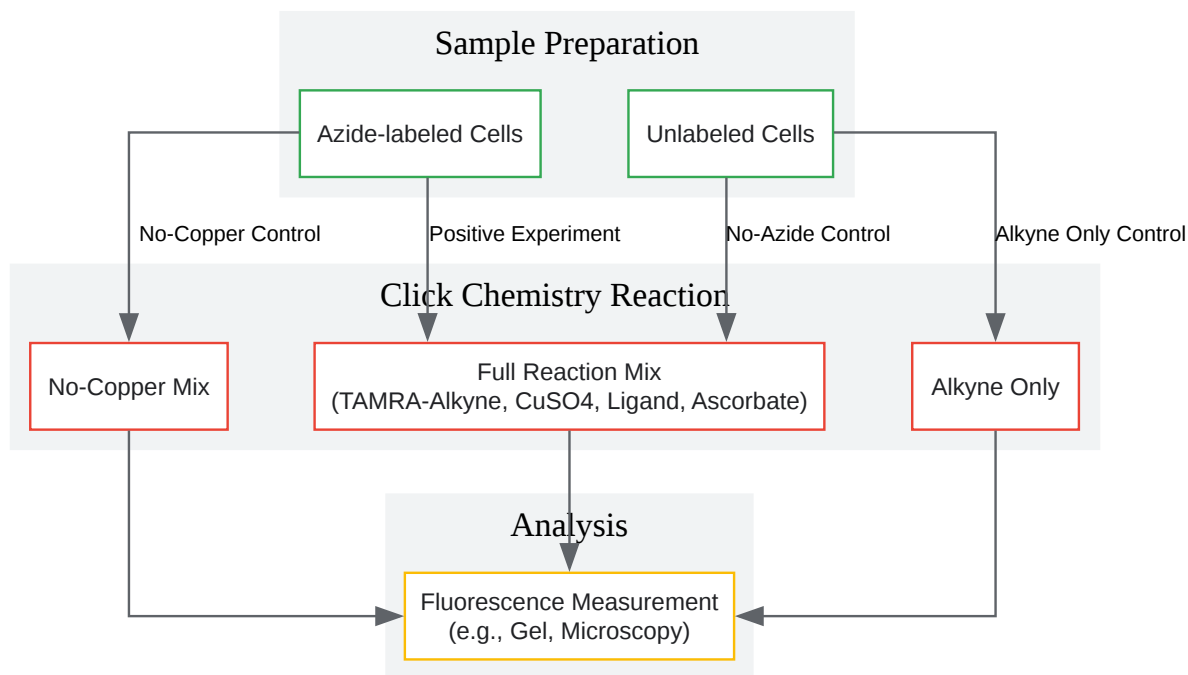 Sample Preparation
Azide-labeled Cells
Unlabeled Cells
No-Copper Control
Positive Experiment
No-Azide Control
Alkyne Only Control
Click Chemistry Reaction
No-Copper Mix
Full Reaction Mix
(TAMRA-Alkyne, CuSO4, Ligand, Ascorbate)
Alkyne Only
Analysis
Fluorescence Measurement
(e.g., Gel, Microscopy)